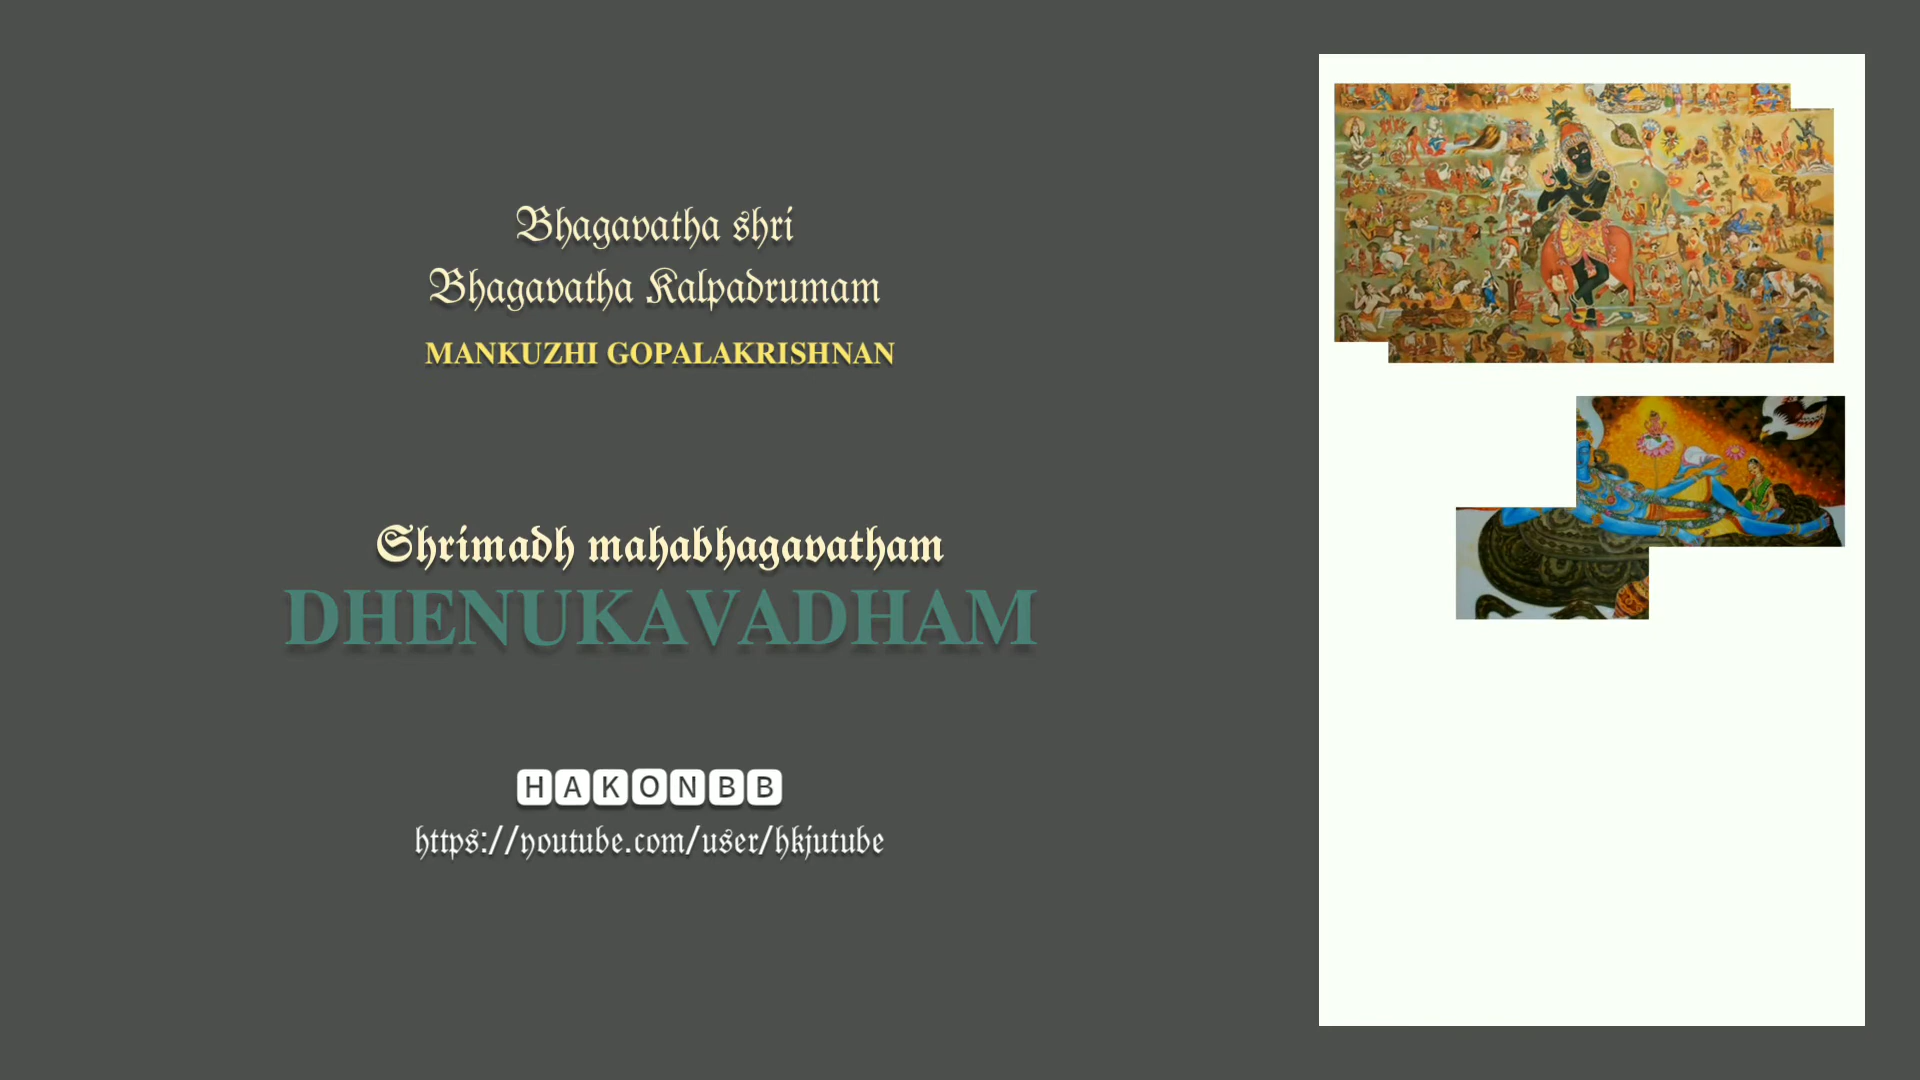 Bhagavatha shri
Bhagavatha Kalpadrumam
MANKUZHI GOPALAKRISHNAN
Shrimadh mahabhagavatham
DHENUKAVADHAM
HAKONBB
https://youtube.com/user/hkjutube